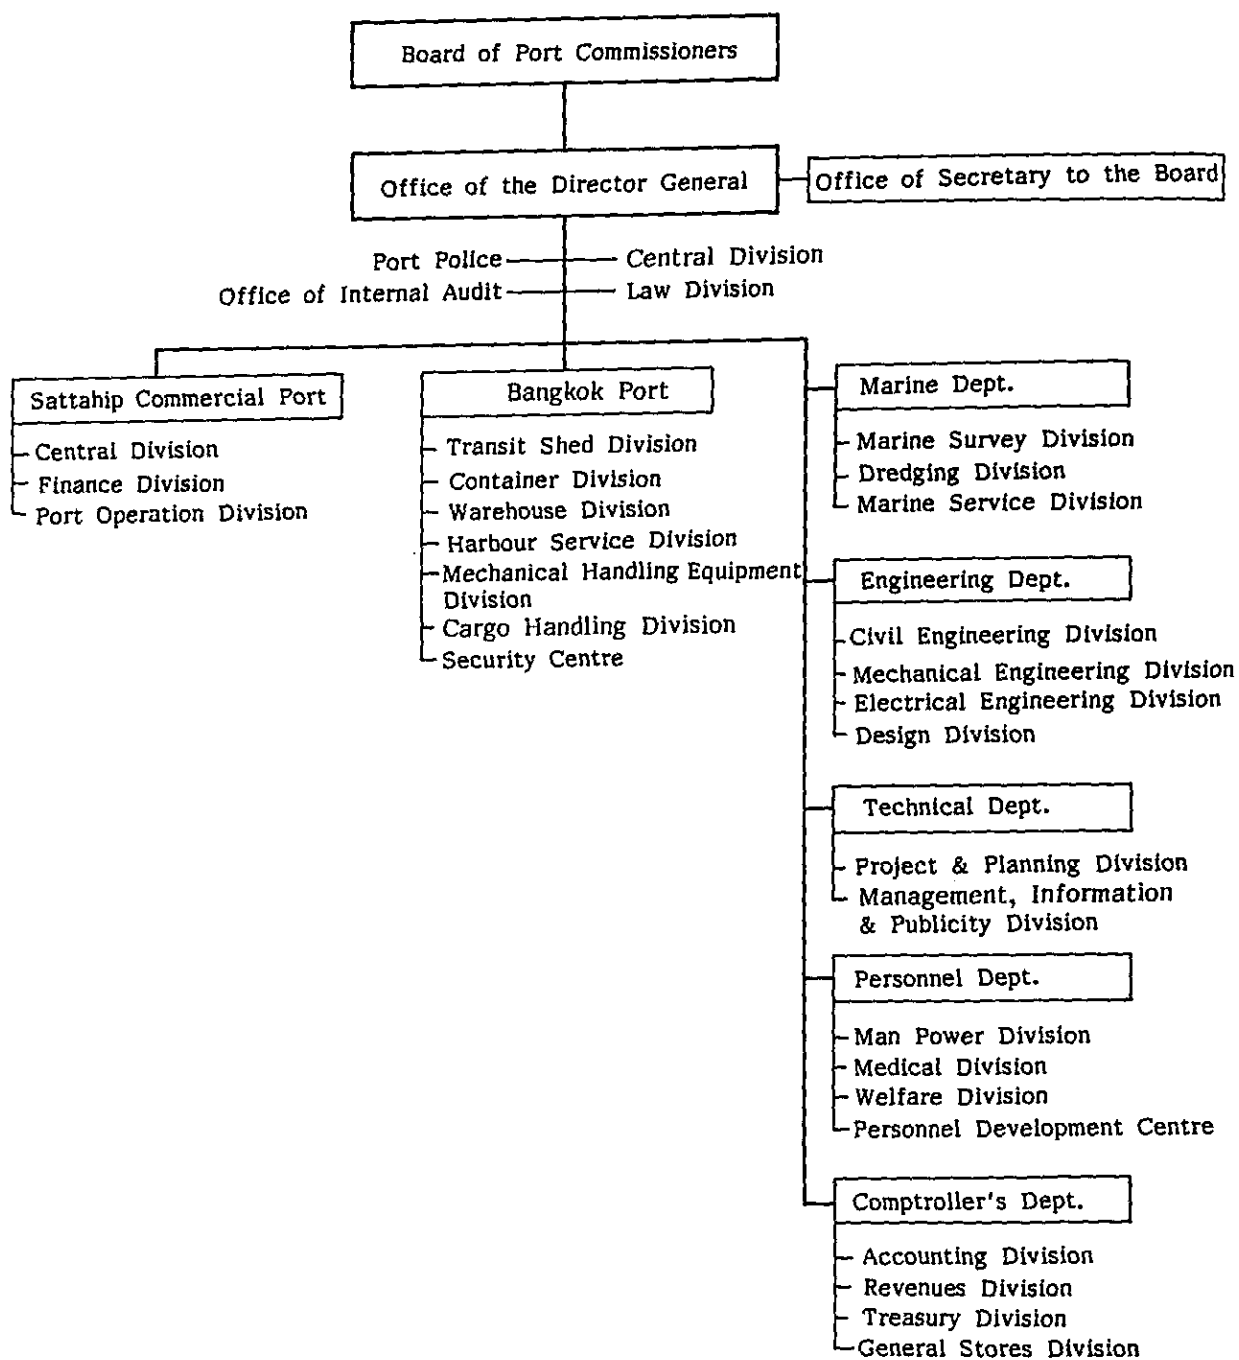 Board of Port Commissioners
Office of the Director General
Office of Secretary to the Board
Port Police
Central Division
Office of Internal Audit
Law Division
Sattahip Commercial Port
Central Division
Finance Division
Port Operation Division
Bangkok Port
Transit Shed Division
Container Division
Warehouse Division
Harbour Service Division
Mechanical Handling Equipment
Division
Cargo Handling Division
Security Centre
Marine Dept.
Marine Survey Division
Dredging Division
Marine Service Division
Engineering Dept.
Civil Engineering Division
Mechanical Engineering Division
Electrical Engineering Division
Design Division
Technical Dept.
Project & Planning Division
Management, Information
& Publicity Division
Personnel Dept.
Man Power Division
Medical Division
Welfare Division
Personnel Development Centre
Comptroller's Dept.
Accounting Division
Revenues Division
Treasury Division
General Stores Division